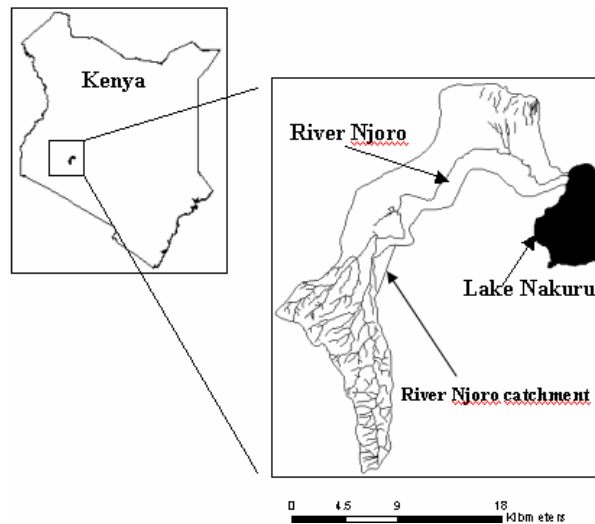 Kenya
River Njoro
Lake Nakuru
River Njoro catchment
0 4.5 9 18
Kilometers